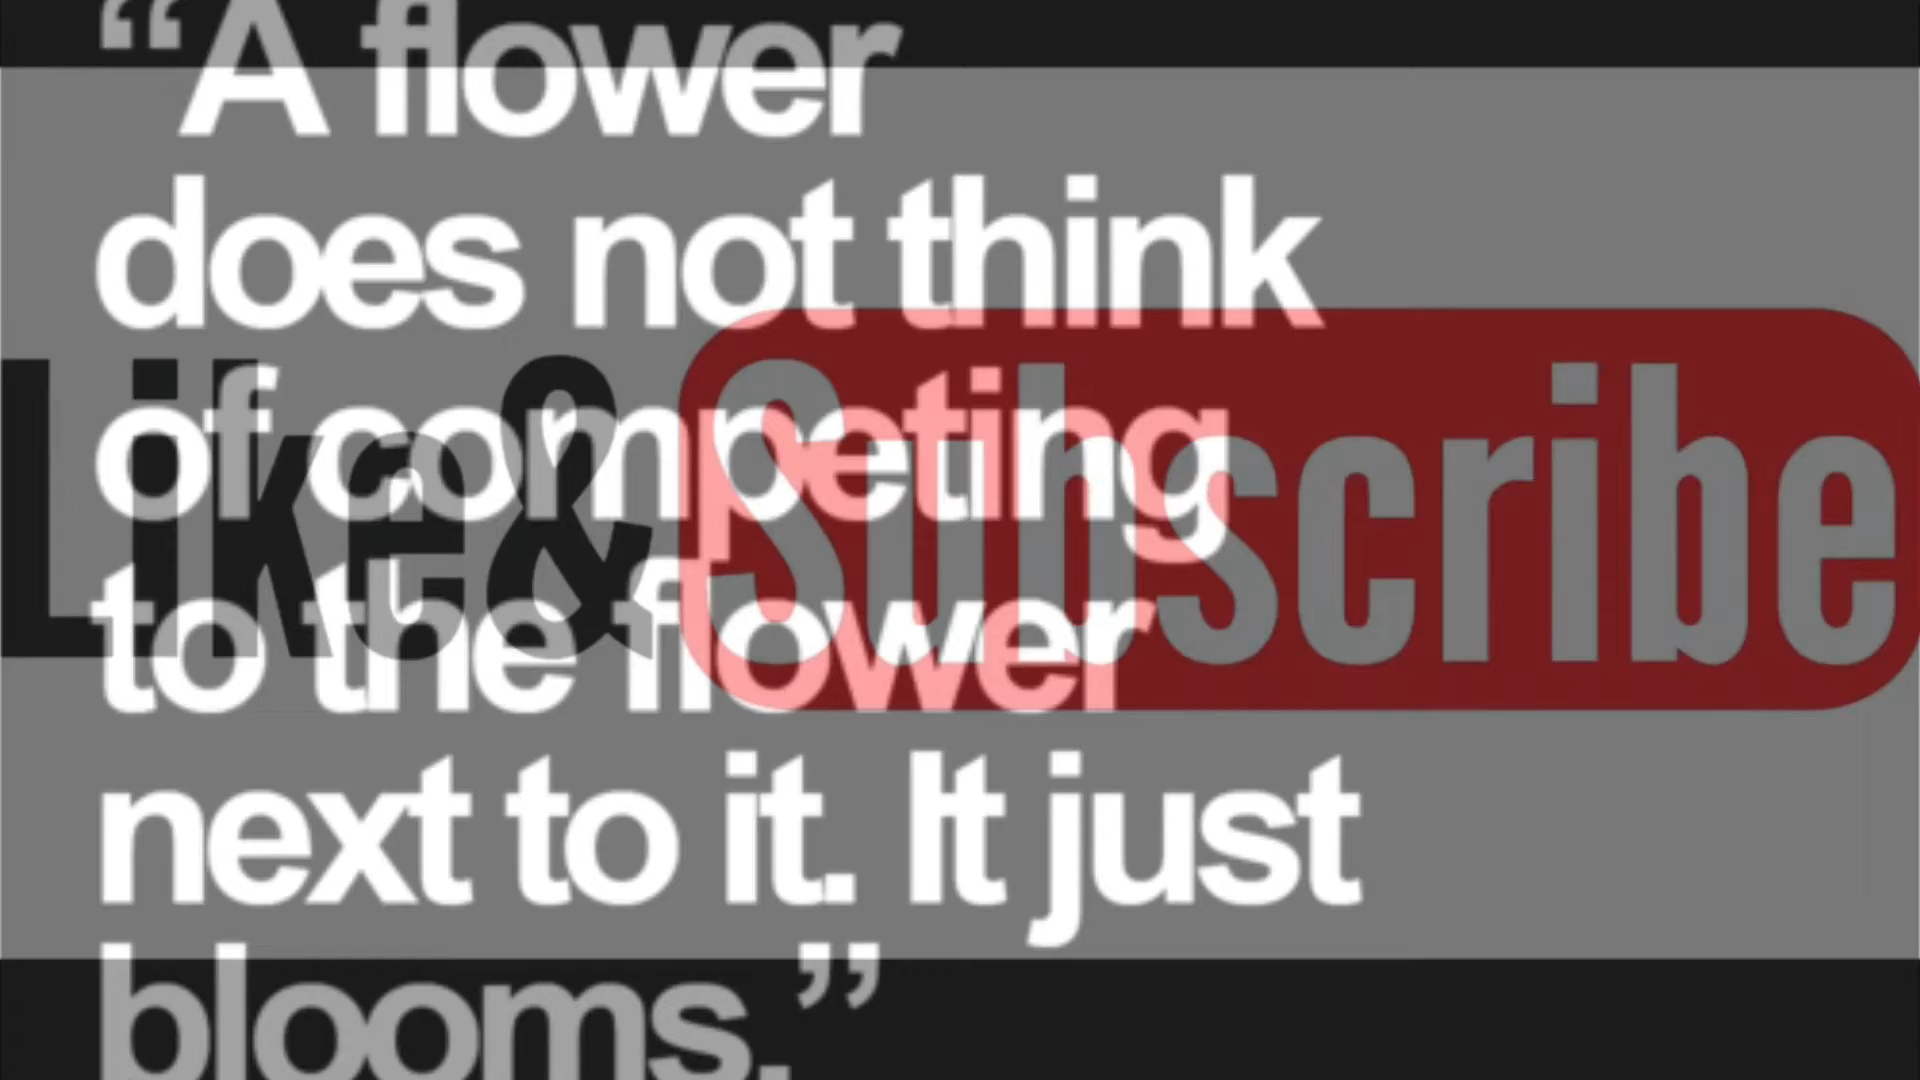 “A flower
does not think
of competing
to the flower
next to it. It just
blooms.”
Like & Subscribe